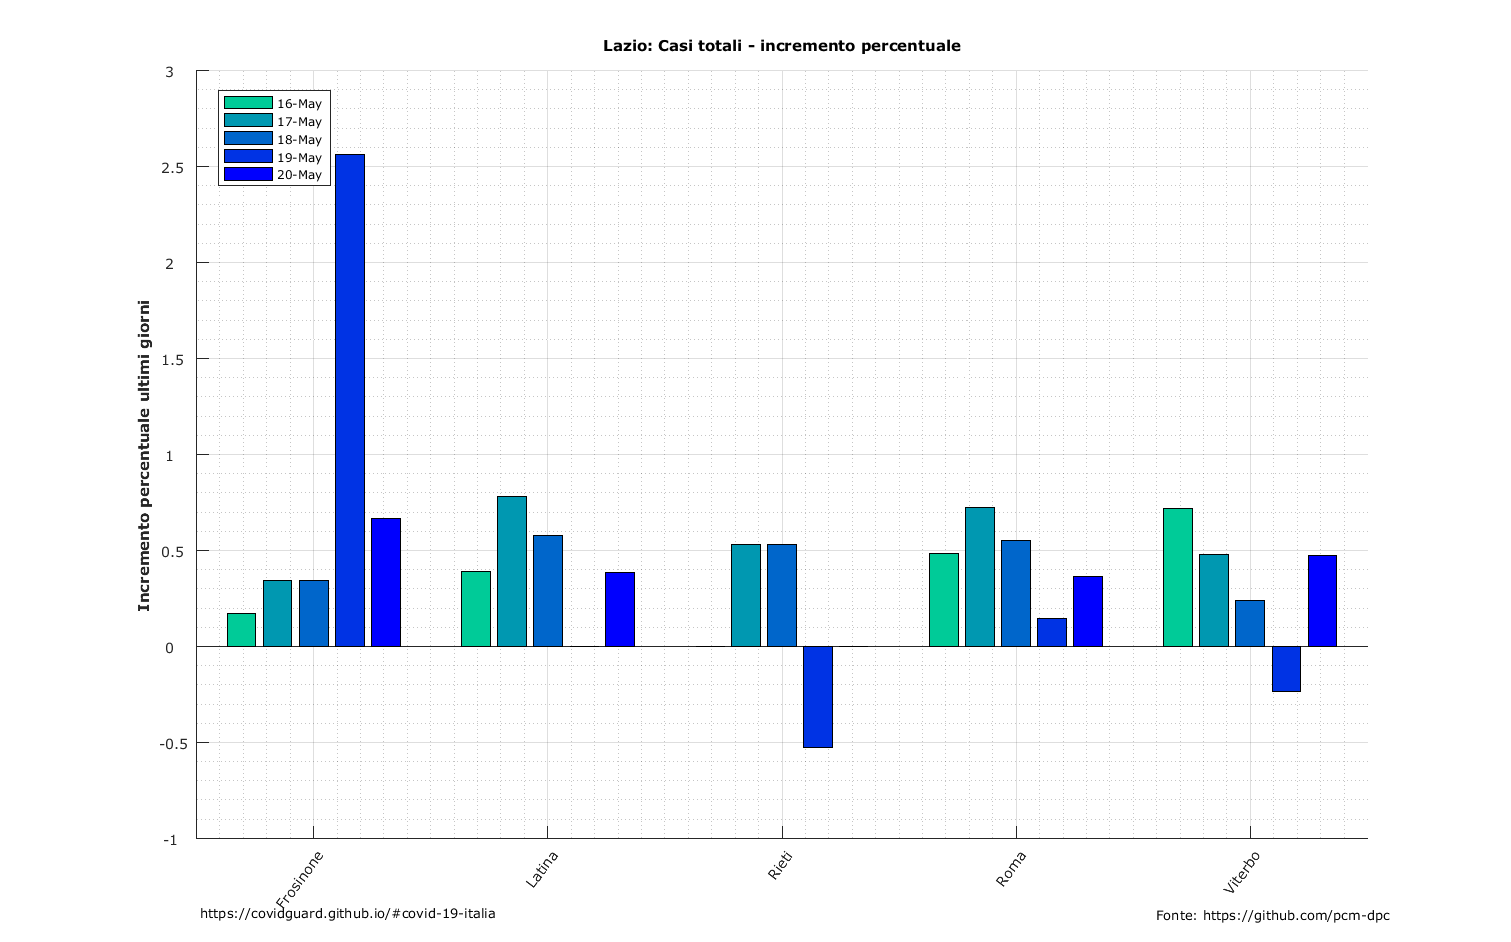 Lazio: Casi totali - incremento percentuale
3
2.5
2
1.5
1
0.5
0
-0.5
-1
Incremento percentuale ultimi giorni
16-May
17-May
18-May
19-May
20-May
Frosinone
Latina
Rieti
Roma
Viterbo
https://covidguard.github.io/#covid-19-italia
Fonte: https://github.com/pcm-dpc